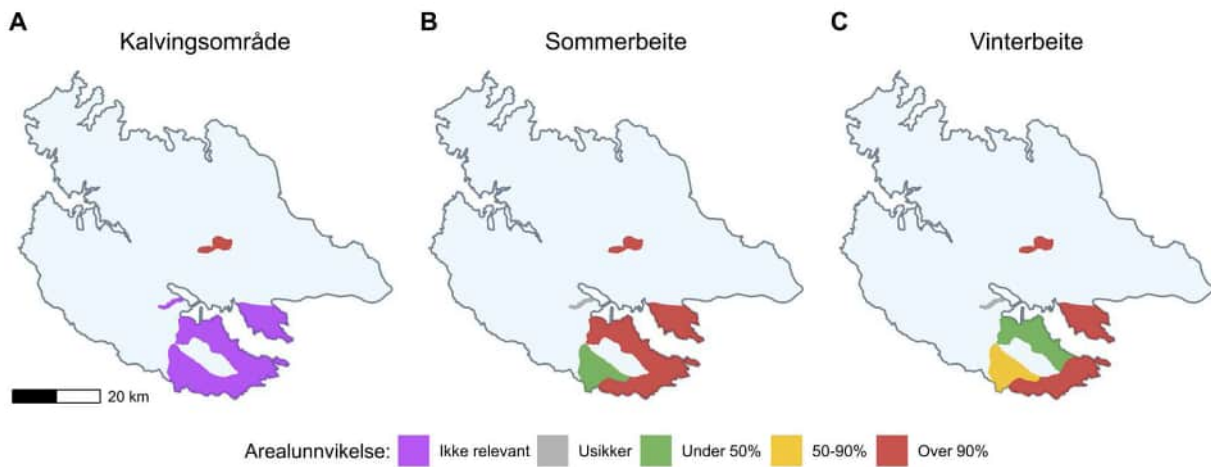 A
Kalvingsområde
B
Sommerbeite
C
Vinterbeite
20 km
Arealunnvikelse: Ikke relevant Usikker Under 50% 50-90% Over 90%